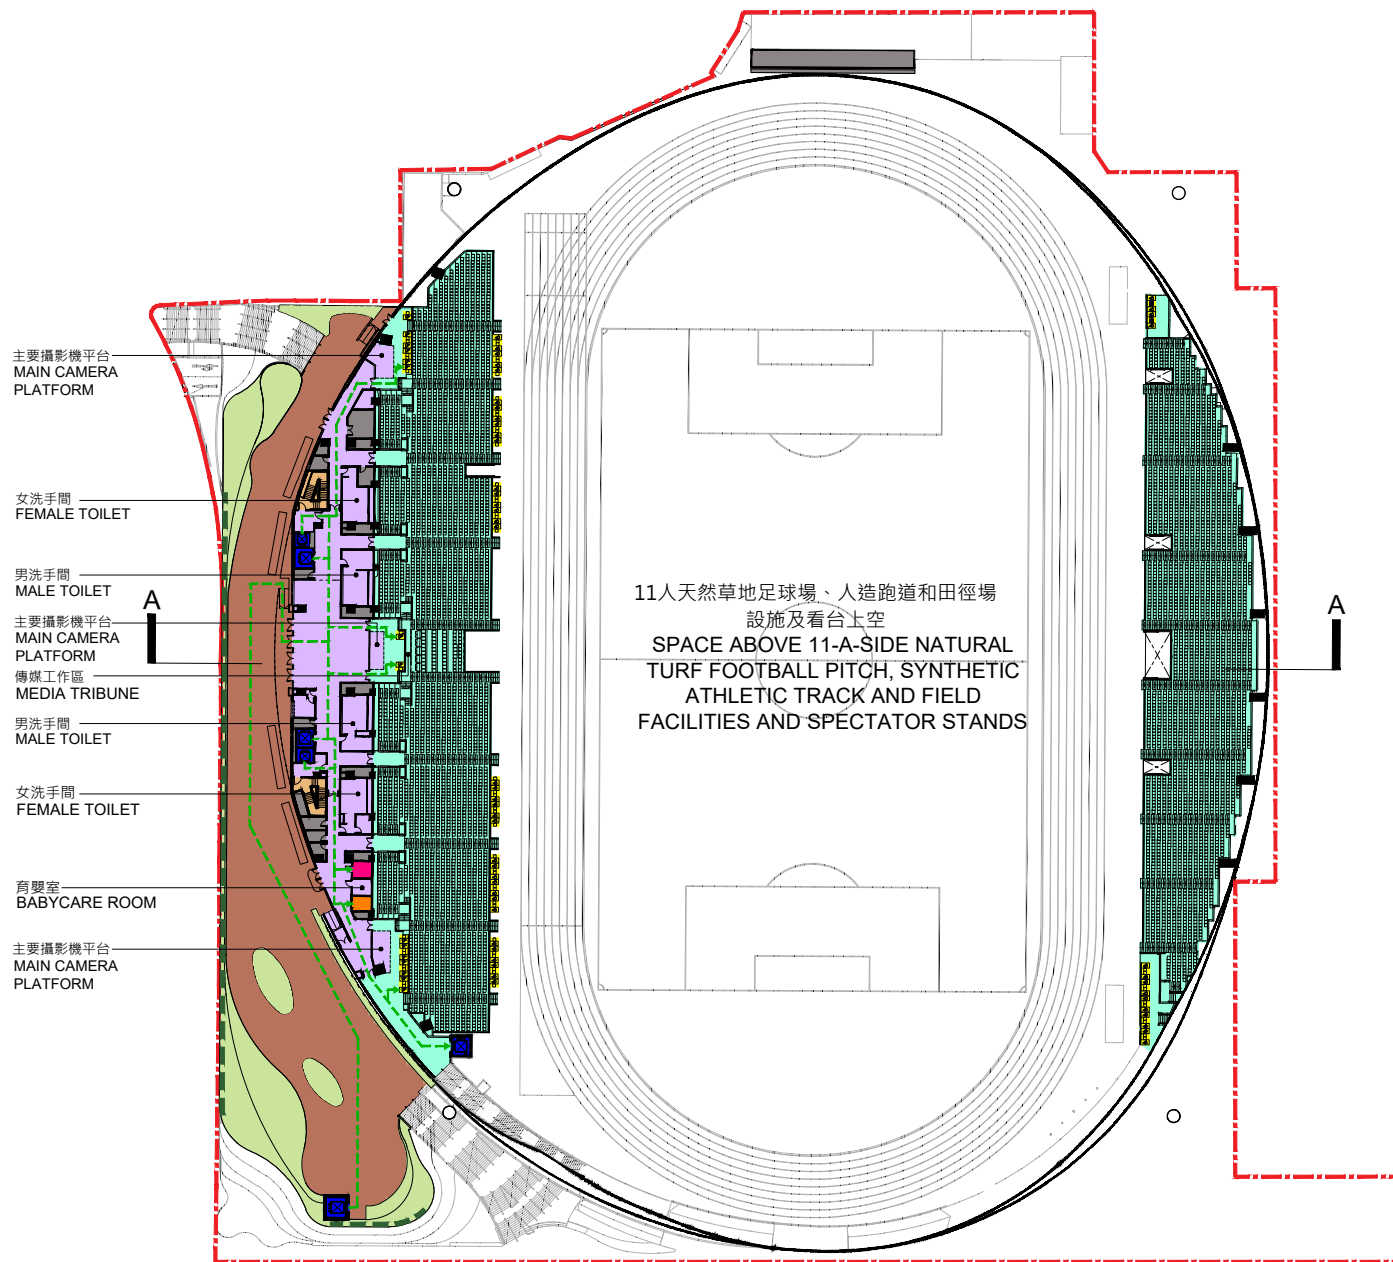 主要攝影機平台
MAIN CAMERA
PLATFORM
女洗手間
FEMALE TOILET
男洗手間
MALE TOILET
A
主要攝影機平台
MAIN CAMERA
PLATFORM
傳媒工作區
MEDIA TRIBUNE
男洗手間
MALE TOILET
女洗手間
FEMALE TOILET
育嬰室
BABYCARE ROOM
主要攝影機平台
MAIN CAMERA
PLATFORM
11人天然草地足球場、人造跑道和田徑場
設施及看台上空
SPACE ABOVE 11-A-SIDE NATURAL
TURF FOOTBALL PITCH, SYNTHETIC
ATHLETIC TRACK AND FIELD
FACILITIES AND SPECTATOR STANDS
A